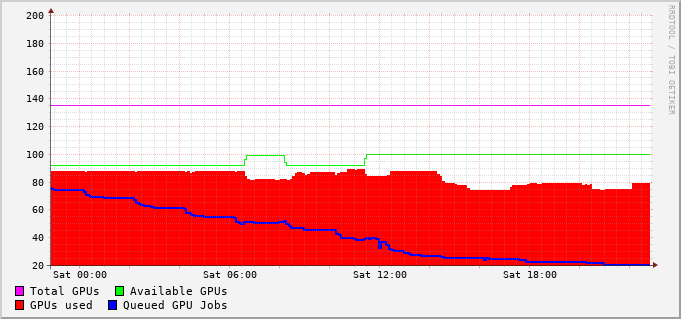 200
180
160
140
120
100
80
60
40
20
Sat 00:00 Sat 06:00 Sat 12:00 Sat 18:00
Total GPUs Available GPUs
GPUs used Queued GPU Jobs
RRDTOOL / TOBI OETIKER